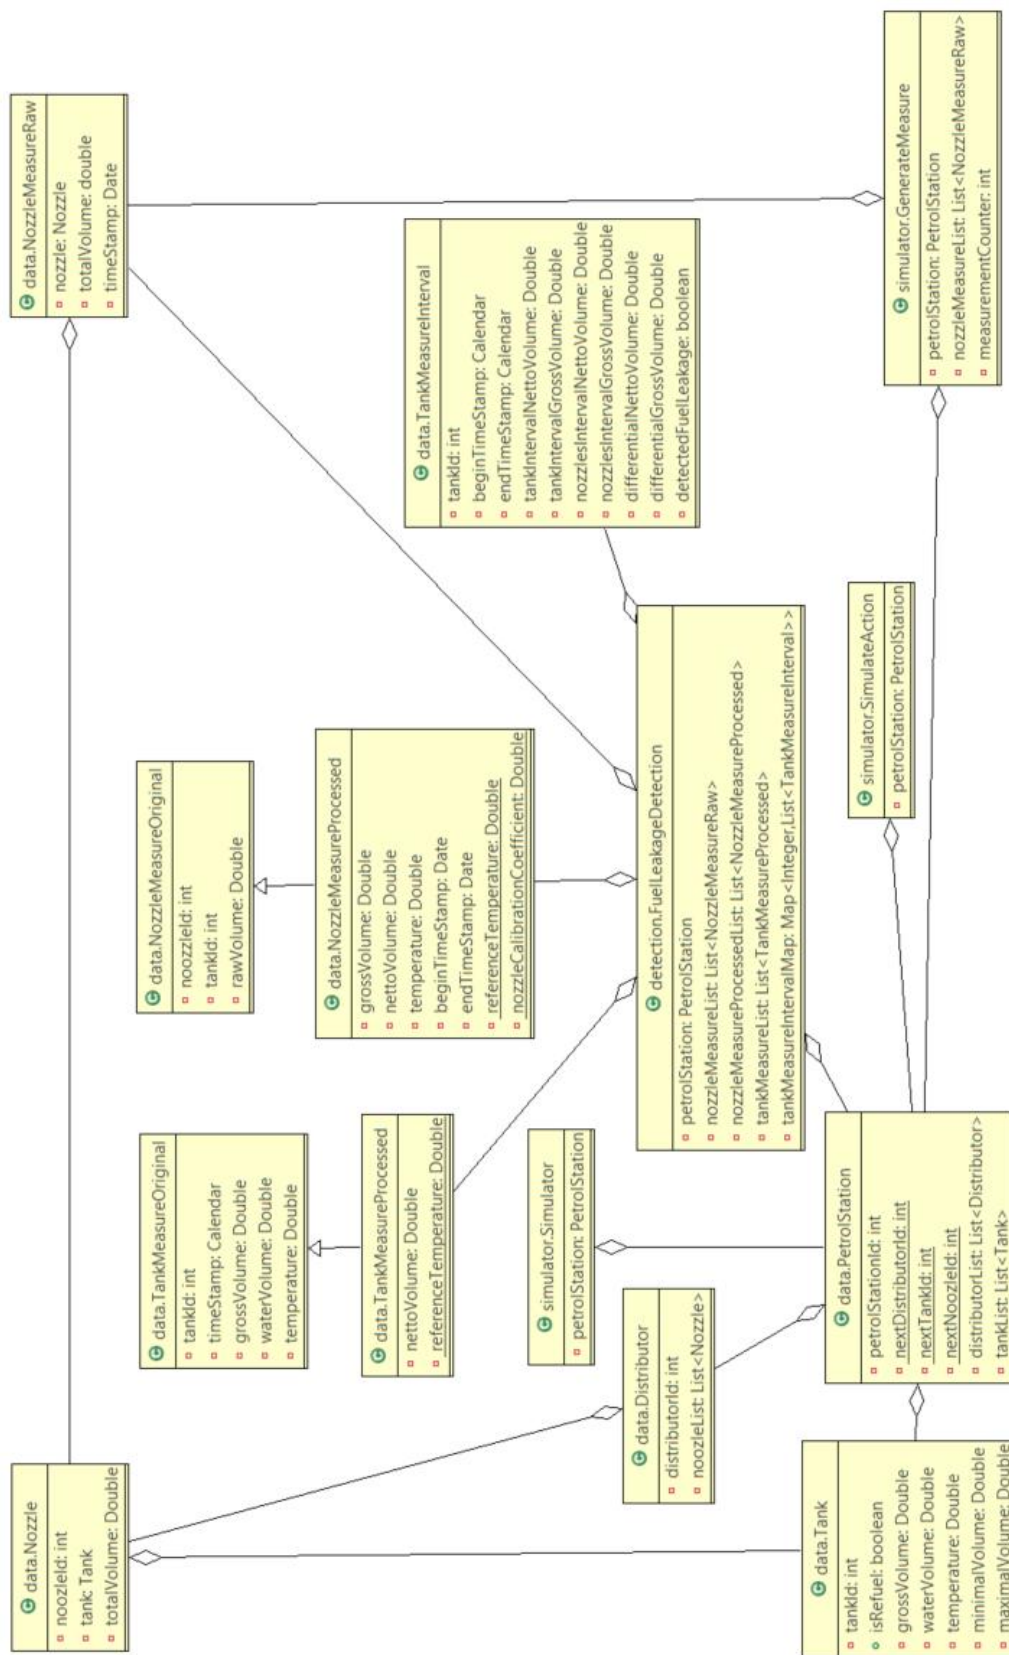 data.Nozzle
noozleId: int
tank: Tank
totalVolume: Double
data.NozzleMeasureRaw
nozzle: Nozzle
totalVolume: double
timeStamp: Date
data.TankMeasureOriginal
tankId: int
timeStamp: Calendar
grossVolume: Double
waterVolume: Double
temperature: Double
data.NozzleMeasureOriginal
noozleId: int
tankId: int
rawVolume: Double
data.TankMeasureProcessed
nettoVolume: Double
referenceTemperature: Double
data.NozzleMeasureProcessed
grossVolume: Double
nettoVolume: Double
temperature: Double
beginTimeStamp: Date
endTimeStamp: Date
referenceTemperature: Double
nozzleCalibrationCoefficient: Double
data.TankMeasureInterval
tankId: int
beginTimeStamp: Calendar
endTimeStamp: Calendar
tankIntervalNettoVolume: Double
tankIntervalGrossVolume: Double
nozzlesIntervalNettoVolume: Double
nozzlesIntervalGrossVolume: Double
differentialNettoVolume: Double
differentialGrossVolume: Double
detectedFuelLeakage: boolean
simulator.Simulator
petrolStation: PetrolStation
data.Distributor
distributorId: int
noozleList: List<Nozzle>
detection.FuelLeakageDetection
petrolStation: PetrolStation
nozzleMeasureList: List<NozzleMeasureRaw>
nozzleMeasureProcessedList: List<NozzleMeasureProcessed>
tankMeasureList: List<TankMeasureProcessed>
tankMeasureIntervalMap: Map<Integer,List<TankMeasureInterval>>
data.Tank
tankId: int
isRefuel: boolean
grossVolume: Double
waterVolume: Double
temperature: Double
minimalVolume: Double
maximalVolume: Double
data.PetrolStation
petrolStationId: int
nextDistributorId: int
nextTankId: int
nextNoozleId: int
distributorList: List<Distributor>
tankList: List<Tank>
simulator.SimulateAction
petrolStation: PetrolStation
simulator.GenerateMeasure
petrolStation: PetrolStation
nozzleMeasureList: List<NozzleMeasureRaw>
measurementCounter: int